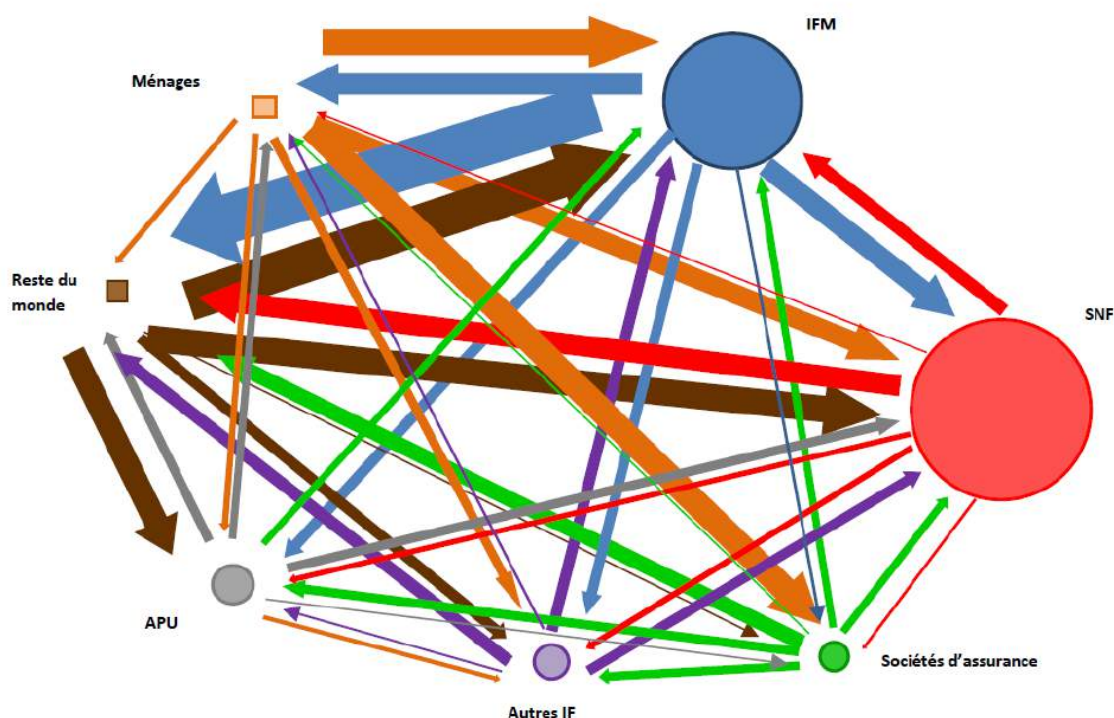 IFM
Ménages
Reste du
monde
SNF
APU
Sociétés d'assurance
Autres IF